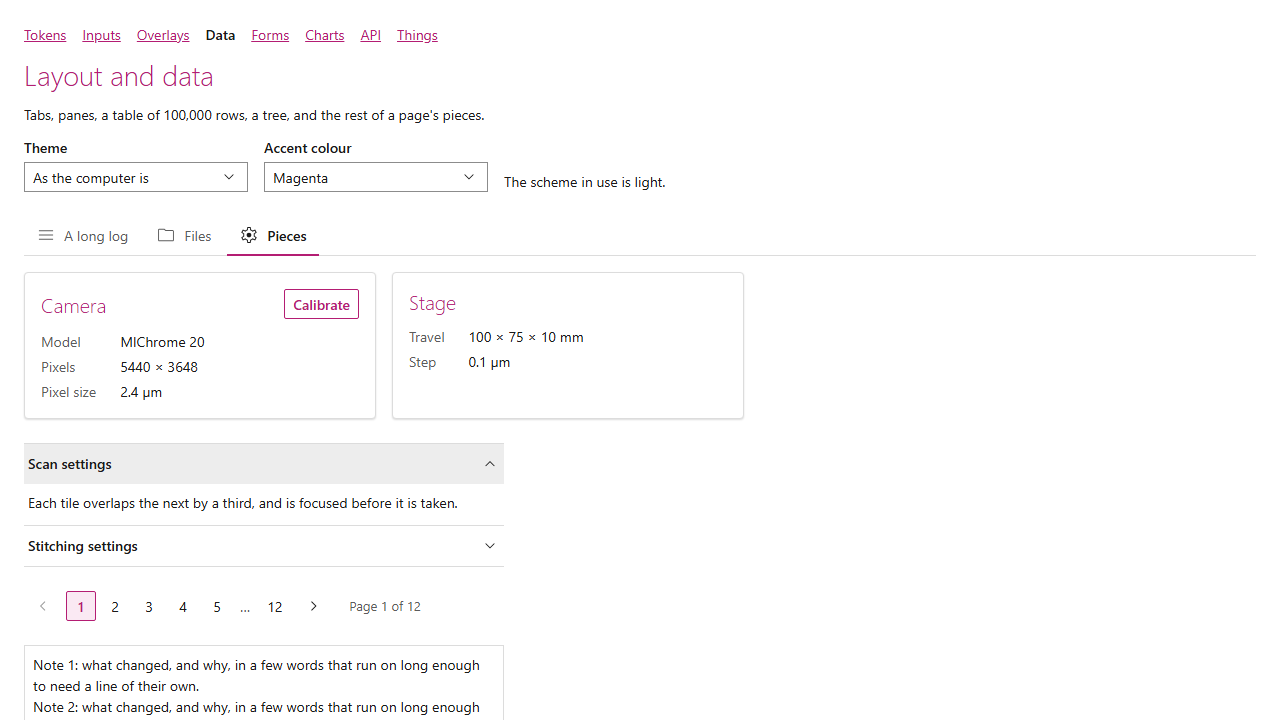 Tokens Inputs Overlays Data Forms Charts API Things
Layout and data
Tabs, panes, a table of 100,000 rows, a tree, and the rest of a page's pieces.
Theme Accent colour
As the computer is Magenta The scheme in use is light.
A long log Files Pieces
Camera Calibrate
Model MIChrome 20
Pixels 5440 × 3648
Pixel size 2.4 µm
Stage
Travel 100 × 75 × 10 mm
Step 0.1 µm
Scan settings
Each tile overlaps the next by a third, and is focused before it is taken.
Stitching settings
1 2 3 4 5 … 12 Page 1 of 12
Note 1: what changed, and why, in a few words that run on long enough
to need a line of their own.
Note 2: what changed, and why, in a few words that run on long enough